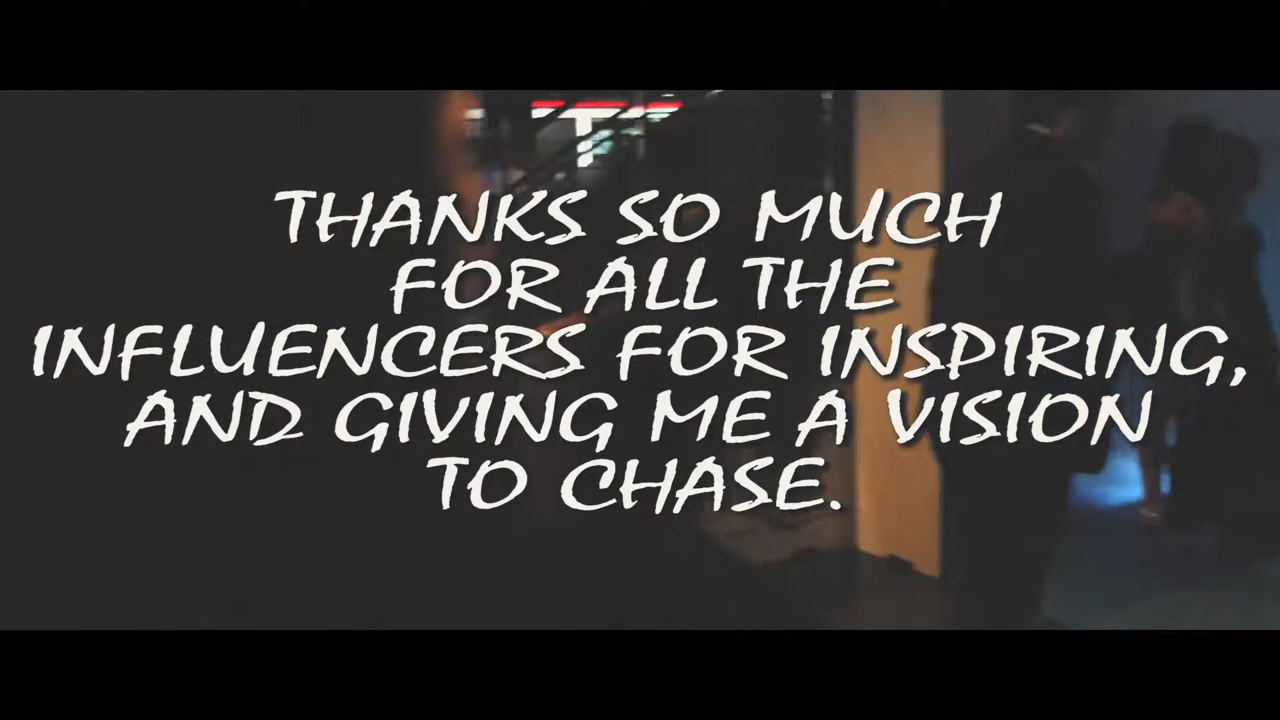 THANKS SO MUCH
FOR ALL THE
INFLUENCERS FOR INSPIRING,
AND GIVING ME A VISION
TO CHASE.